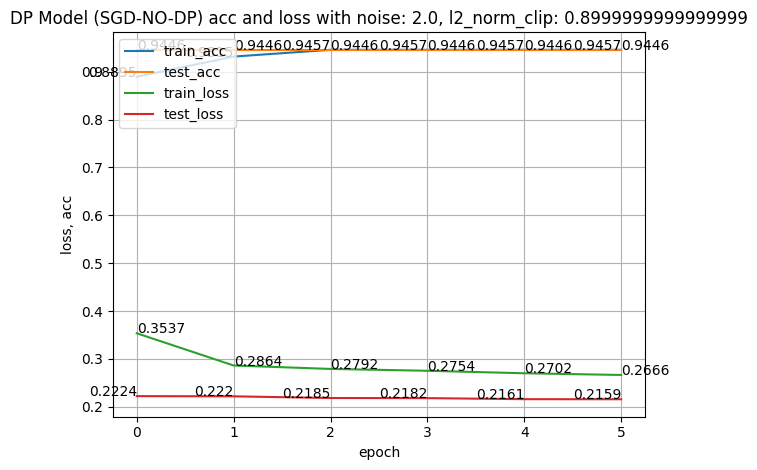 DP Model (SGD-NO-DP) acc and loss with noise: 2.0, l2_norm_clip: 0.8999999999999999
train_acc
test_acc
train_loss
test_loss
0.9446 0.9457 0.9446 0.9457 0.9446 0.9446 0.9457 0.9446
0.9446
0.3537
0.2864
0.2792
0.2754
0.2702
0.2666
0.2224
0.222
0.2185
0.2182
0.2161
0.2159
0.8
0.7
0.6
0.5
0.4
0.3
0.2
loss, acc
0 1 2 3 4 5
epoch